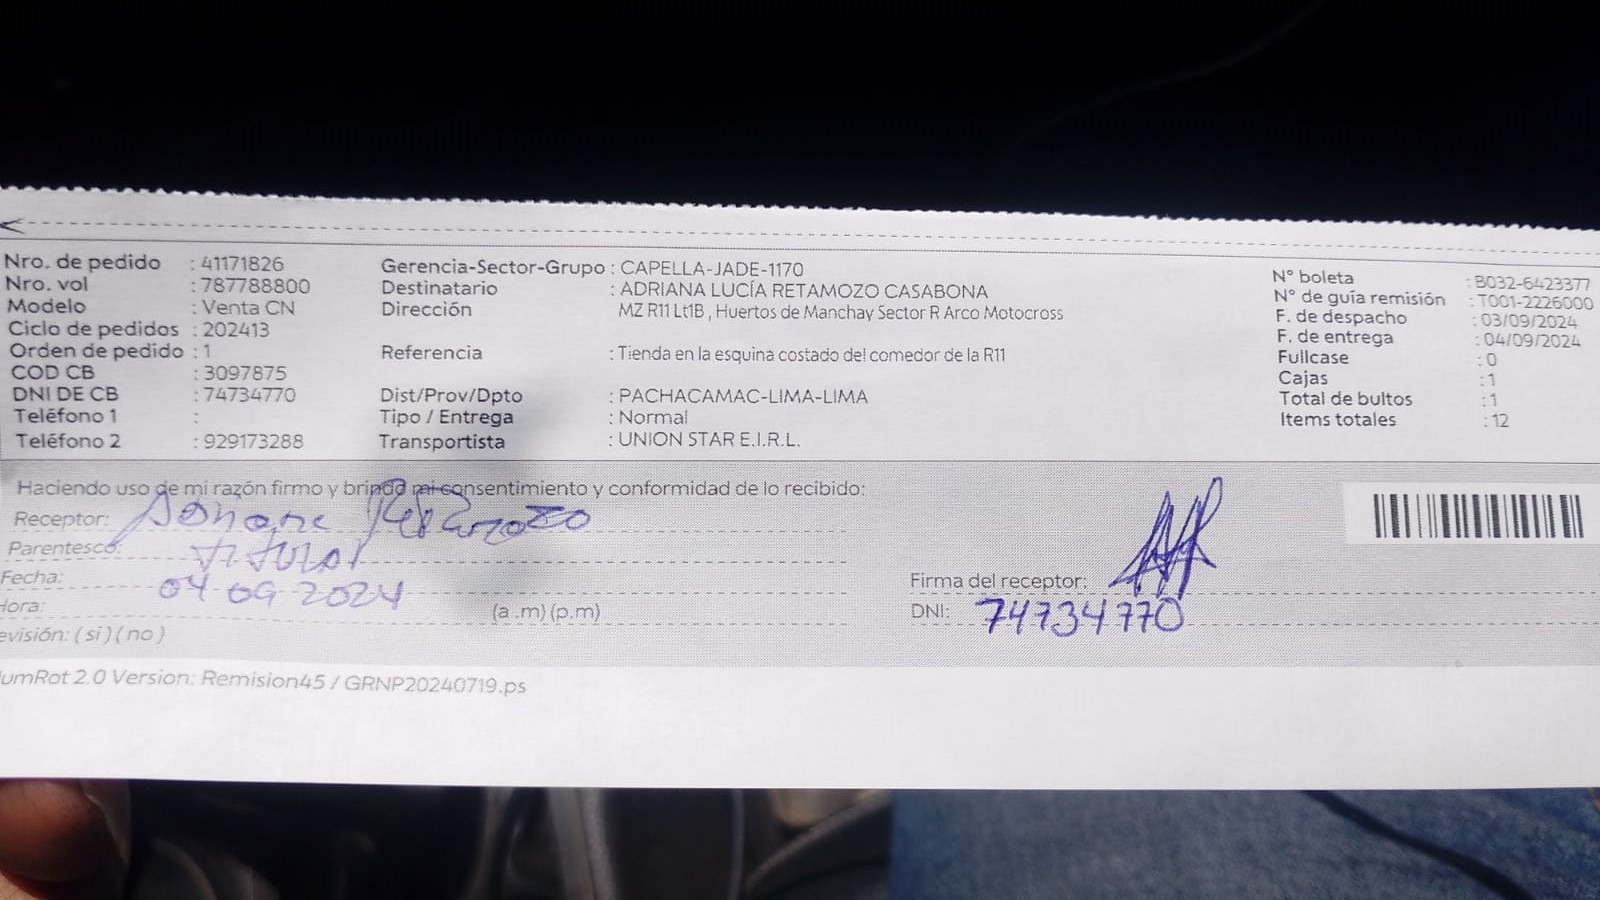 Nro. de pedido : 41171826
Nro. vol : 787788800
Modelo : Venta CN
Ciclo de pedidos : 202413
Orden de pedido : 1
COD CB : 3097875
DNI DE CB : 74734770
Teléfono 1 :
Teléfono 2 : 929173288
Gerencia-Sector-Grupo : CAPELLA-JADE-1170
Destinatario : ADRIANA LUCÍA RETAMOZO CASABONA
Dirección MZ R11 Lt1B , Huertos de Manchay Sector R Arco Motocross
Referencia : Tienda en la esquina costado del comedor de la R11
Dist/Prov/Dpto : PACHACAMAC-LIMA-LIMA
Tipo / Entrega : Normal
Transportista : UNION STAR E.I.R.L.
N° boleta : B032-6423377
N° de guía remisión : T001-2226000
F. de despacho : 03/09/2024
F. de entrega : 04/09/2024
Fullcase : 0
Cajas : 1
Total de bultos : 1
Items totales : 12
Haciendo uso de mi razón firmo y brindo mi consentimiento y conformidad de lo recibido:
Receptor: Adriana Retamozo
Parentesco: titular
Fecha: 04-09-2024
Hora: (a .m) (p.m)
evisión: ( si ) ( no )
Firma del receptor:
DNI: 74734770
umRot 2.0 Version: Remision45 / GRNP20240719.ps